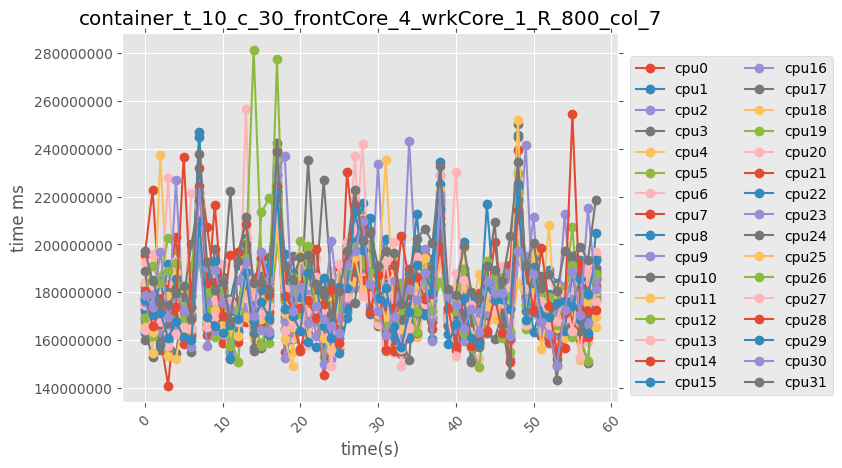 container_t_10_c_30_frontCore_4_wrkCore_1_R_800_col_7
280000000
260000000
240000000
220000000
200000000
180000000
160000000
140000000
time ms
0
10
20
30
40
50
60
time(s)
cpu0
cpu1
cpu2
cpu3
cpu4
cpu5
cpu6
cpu7
cpu8
cpu9
cpu10
cpu11
cpu12
cpu13
cpu14
cpu15
cpu16
cpu17
cpu18
cpu19
cpu20
cpu21
cpu22
cpu23
cpu24
cpu25
cpu26
cpu27
cpu28
cpu29
cpu30
cpu31